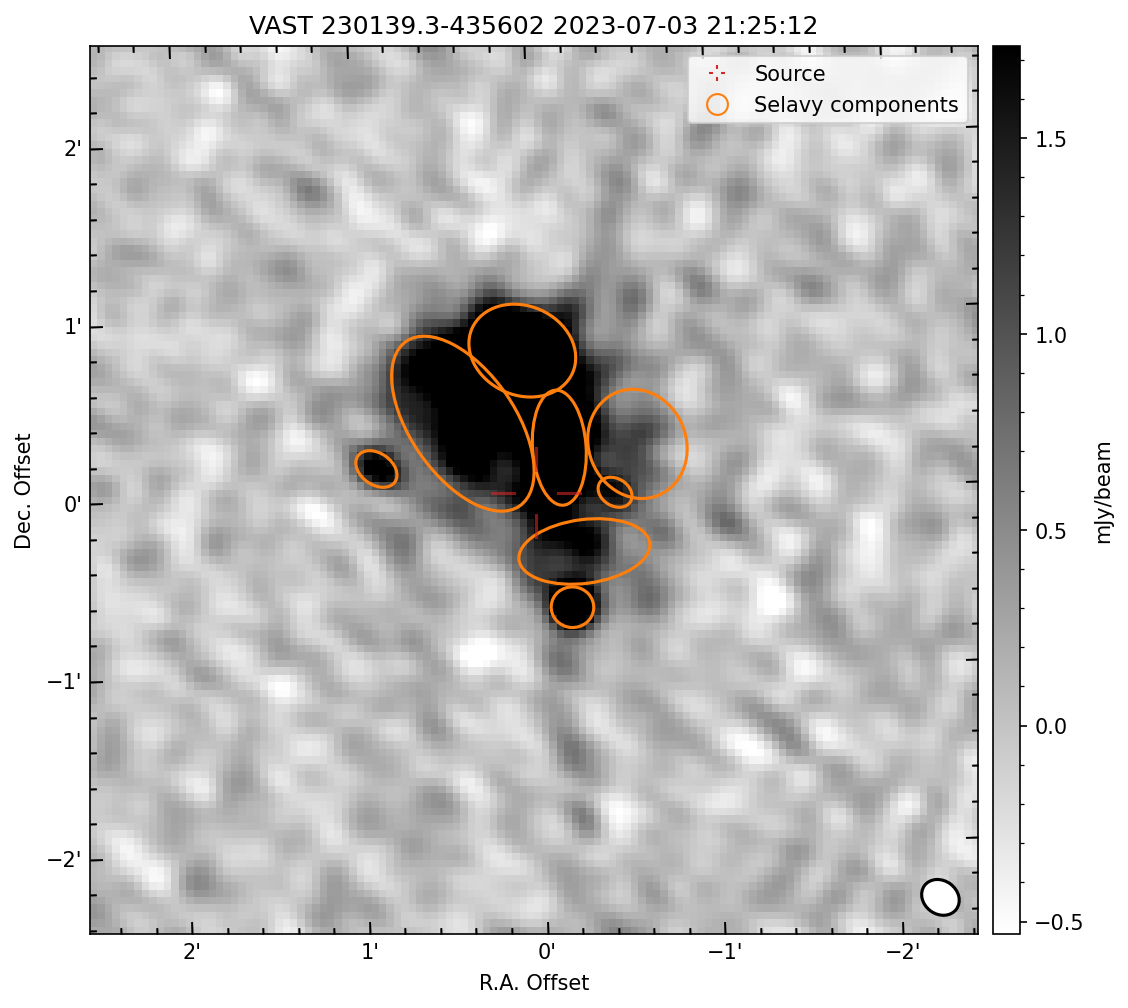 VAST 230139.3-435602 2023-07-03 21:25:12
Source
Selavy components
2'
1'
0'
−1'
−2'
Dec. Offset
2'
1'
0'
−1'
−2'
R.A. Offset
1.5
1.0
0.5
0.0
−0.5
mJy/beam